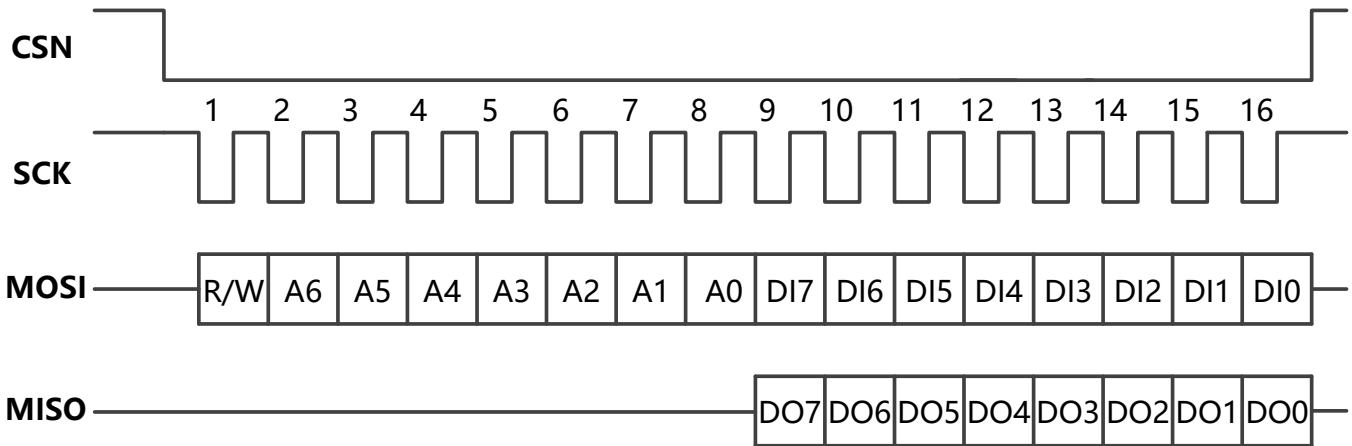 CSN
1 2 3 4 5 6 7 8 9 10 11 12 13 14 15 16
SCK
MOSI R/W A6 A5 A4 A3 A2 A1 A0 DI7 DI6 DI5 DI4 DI3 DI2 DI1 DI0
MISO DO7 DO6 DO5 DO4 DO3 DO2 DO1 DO0